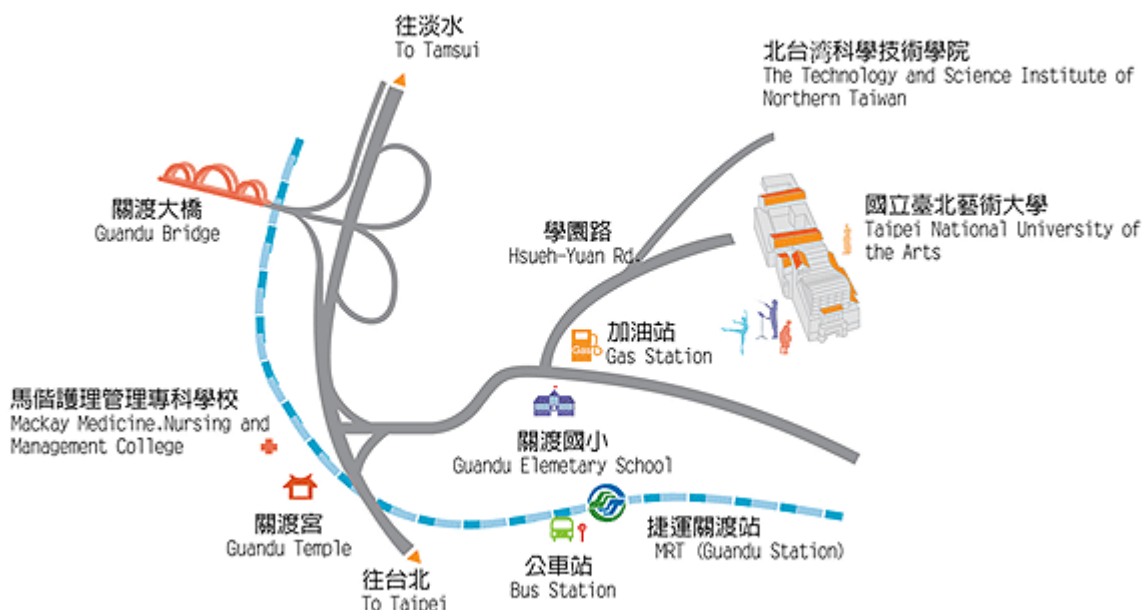 往淡水
To Tamsui
北台湾科學技術學院
The Technology and Science Institute of
Northern Taiwan
關渡大橋
Guandu Bridge
學園路
Hsueh-Yuan Rd.
國立臺北藝術大學
Taipei National University of
the Arts
加油站
Gas Station
Gas
馬偕護理管理專科學校
Mackay Medicine.Nursing and
Management College
關渡國小
Guandu Elemetary School
關渡宮
Guandu Temple
捷運關渡站
MRT (Guandu Station)
公車站
Bus Station
往台北
To Taipei